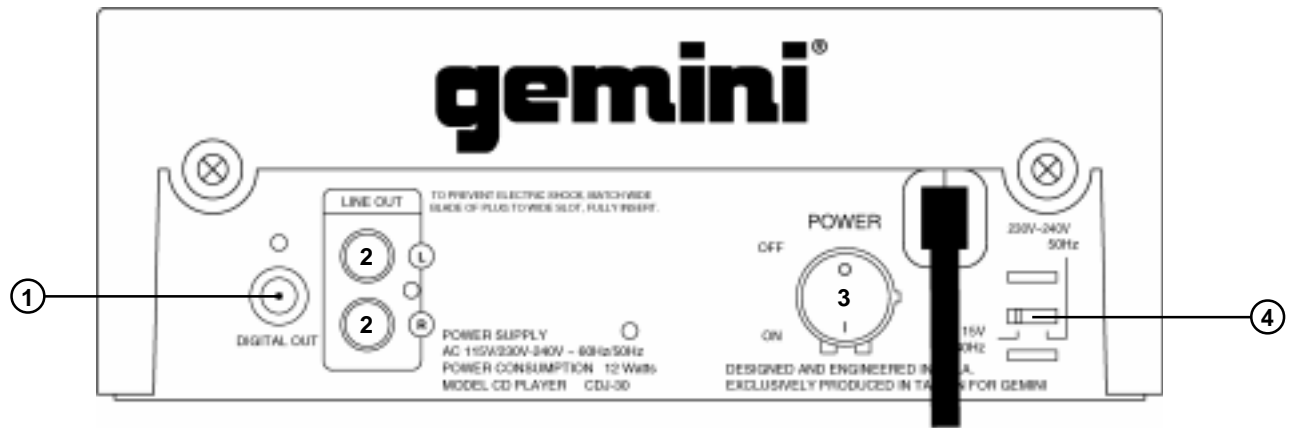 gemini®
LINE OUT
TO PREVENT ELECTRIC SHOCK, MATCH WIDE
BLADE OF PLUG TO WIDE SLOT, FULLY INSERT.
POWER
OFF
ON
230V~240V
50Hz
2
L
2
R
1
DIGITAL OUT
3
O
I
4
15V
POWER SUPPLY
AC 115V/230V-240V ~ 60Hz/50Hz
POWER CONSUMPTION 12 Watts
MODEL CD PLAYER CDJ-30
DESIGNED AND ENGINEERED IN A.
EXCLUSIVELY PRODUCED IN TA N FOR GEMINI